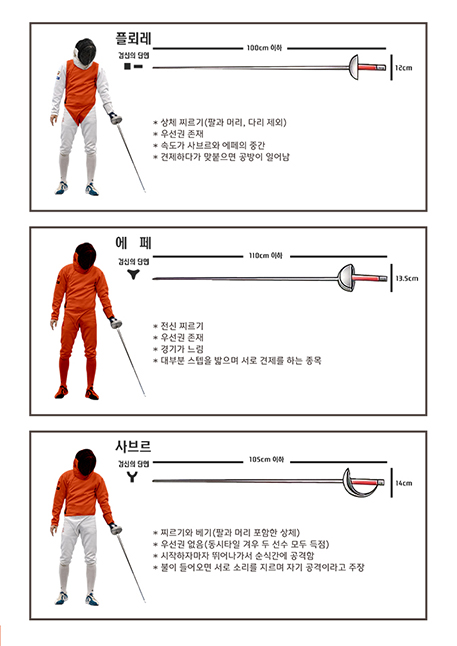 플뢰레
100cm 이하
검신의 단면
12cm
* 상체 찌르기(팔과 머리, 다리 제외)
* 우선권 존재
* 속도가 사브르와 에페의 중간
* 견제하다가 맞붙으면 공방이 일어남
에 페
110cm 이하
검신의 단면
13.5cm
* 전신 찌르기
* 우선권 존재
* 경기가 느림
* 대부분 스텝을 밟으며 서로 견제를 하는 종목
사브르
105cm 이하
검신의 단면
14cm
* 찌르기와 베기(팔과 머리 포함한 상체)
* 우선권 없음(동시타일 겨우 두 선수 모두 득점)
* 시작하자마자 뛰어나가서 순식간에 공격함
* 불이 들어오면 서로 소리를 지르며 자기 공격이라고 주장